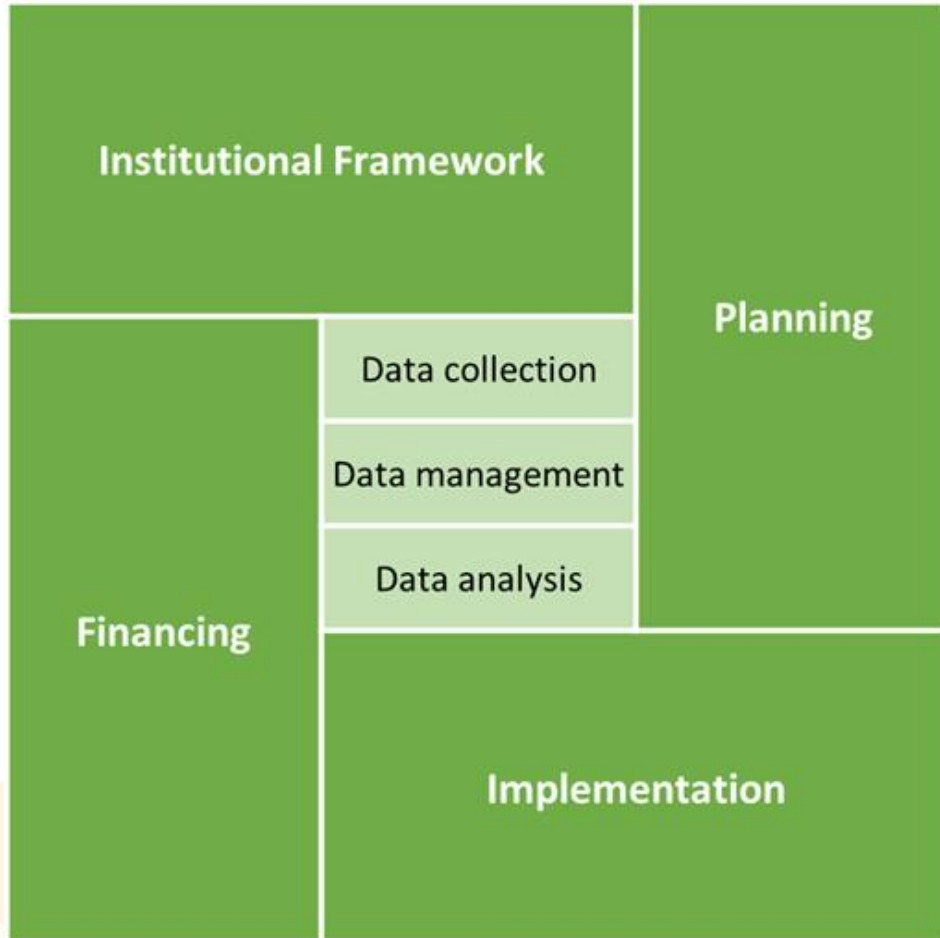 Institutional Framework
Planning
Data collection
Data management
Data analysis
Financing
Implementation